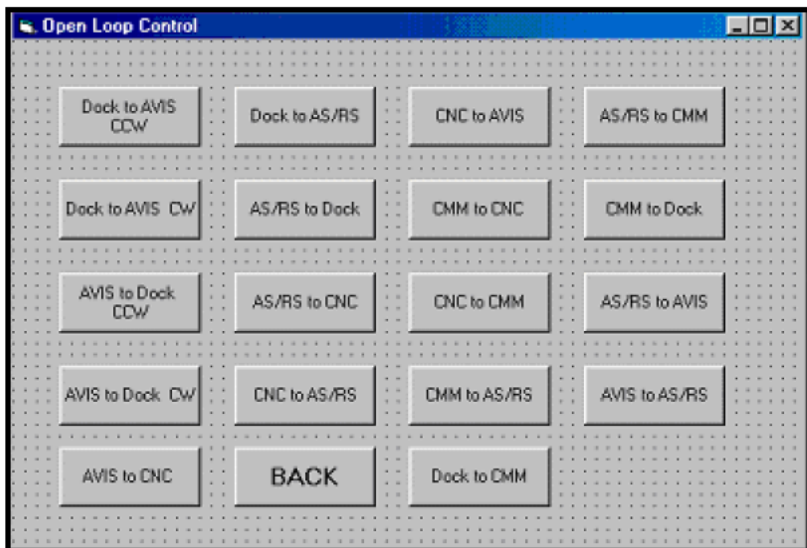 Open Loop Control
Dock to AVIS
CCW
Dock to AS/RS
CNC to AVIS
AS/RS to CMM
Dock to AVIS CW
AS/RS to Dock
CMM to CNC
CMM to Dock
AVIS to Dock
CCW
AS/RS to CNC
CNC to CMM
AS/RS to AVIS
AVIS to Dock CW
CNC to AS/RS
CMM to AS/RS
AVIS to AS/RS
AVIS to CNC
BACK
Dock to CMM